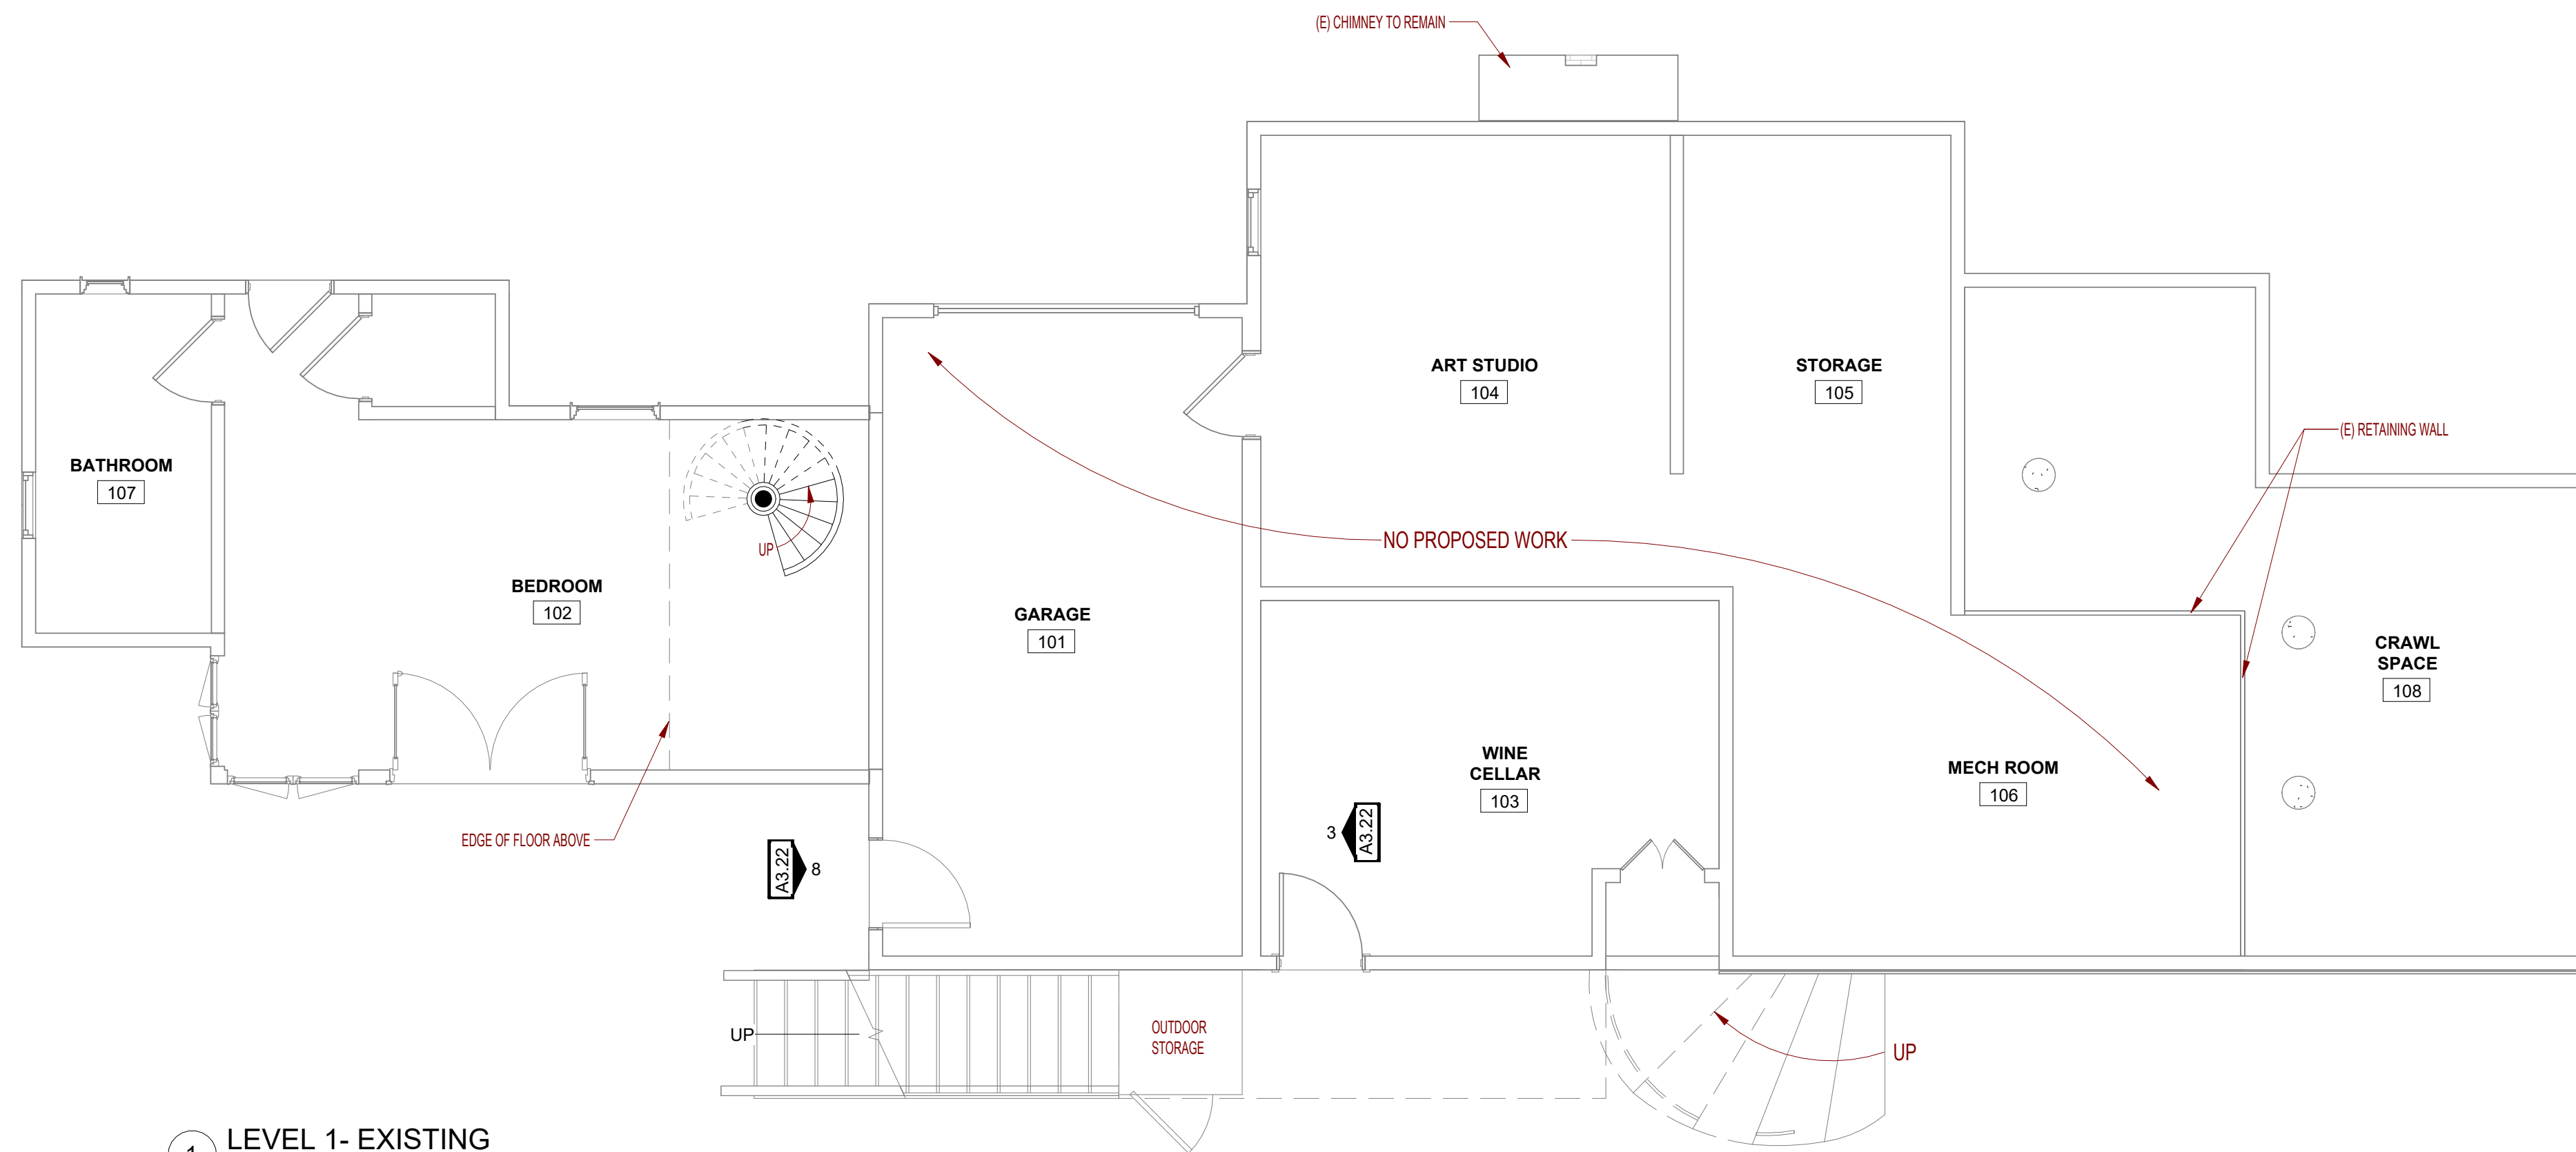 (E) CHIMNEY TO REMAIN
ART STUDIO
104
STORAGE
105
(E) RETAINING WALL
BATHROOM
107
UP
NO PROPOSED WORK
BEDROOM
102
GARAGE
101
CRAWL
SPACE
108
WINE
CELLAR
103
MECH ROOM
106
EDGE OF FLOOR ABOVE
A3.22
8
3
A3.22
UP
OUTDOOR
STORAGE
UP
1
LEVEL 1- EXISTING